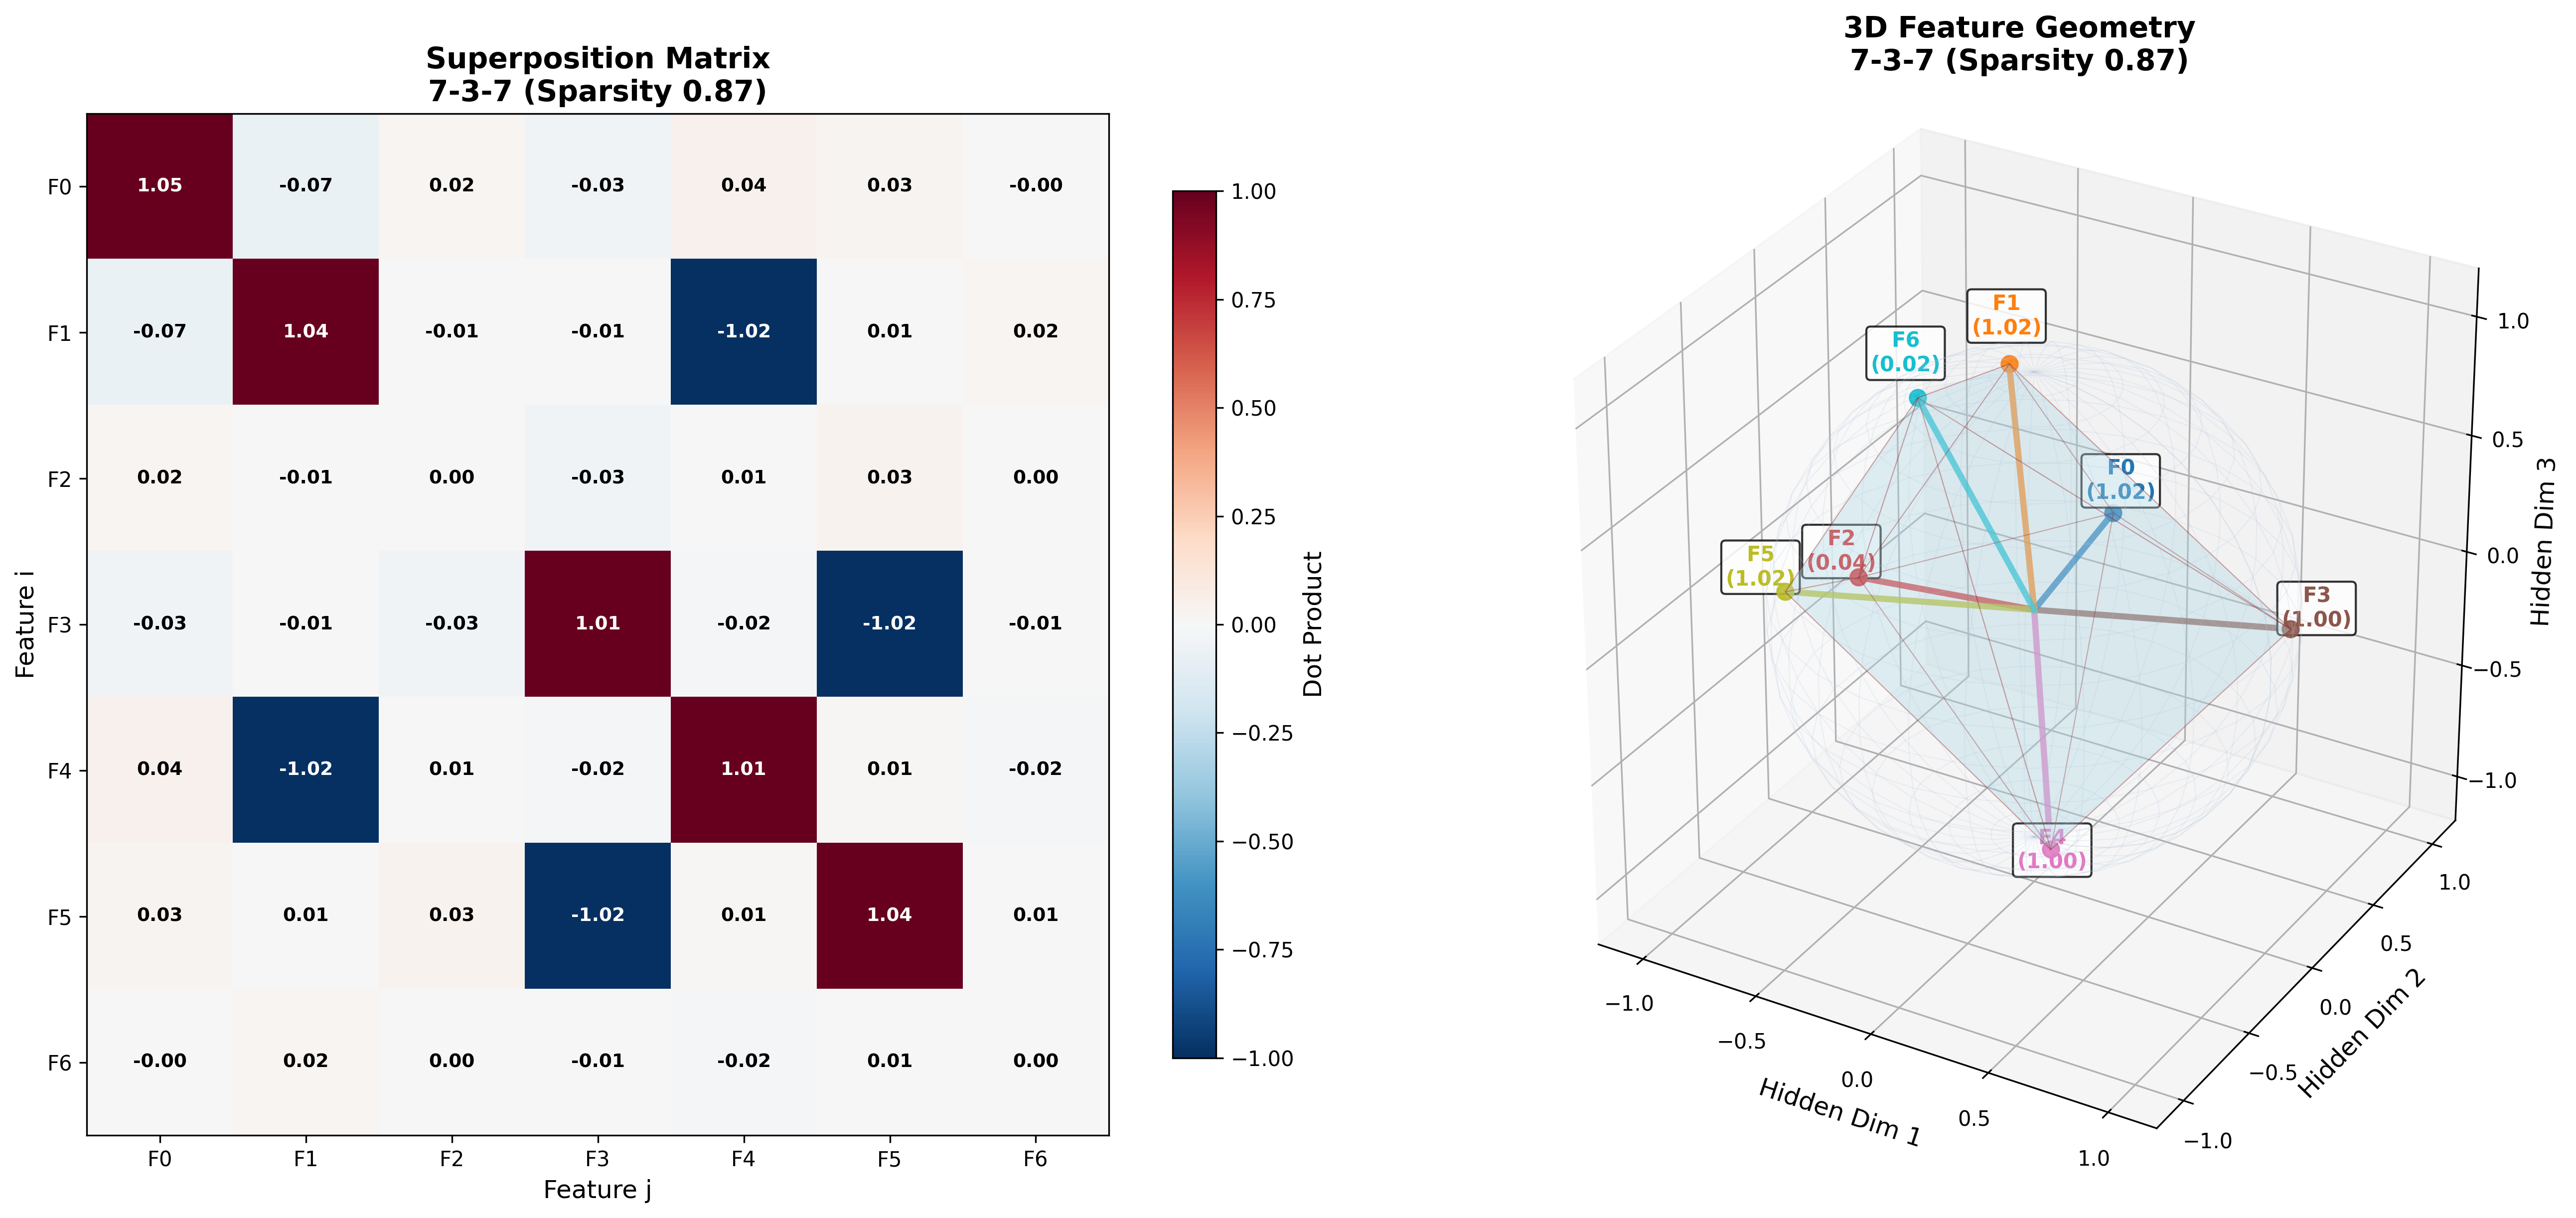 Superposition Matrix
7-3-7 (Sparsity 0.87)
F0 1.05 -0.07 0.02 -0.03 0.04 0.03 -0.00
F1 -0.07 1.04 -0.01 -0.01 -1.02 0.01 0.02
F2 0.02 -0.01 0.00 -0.03 0.01 0.03 0.00
F3 -0.03 -0.01 -0.03 1.01 -0.02 -1.02 -0.01
F4 0.04 -1.02 0.01 -0.02 1.01 0.01 -0.02
F5 0.03 0.01 0.03 -1.02 0.01 1.04 0.01
F6 -0.00 0.02 0.00 -0.01 -0.02 0.01 0.00
F0 F1 F2 F3 F4 F5 F6
Feature j
Feature i
1.00
0.75
0.50
0.25
0.00
−0.25
−0.50
−0.75
−1.00
Dot Product
3D Feature Geometry
7-3-7 (Sparsity 0.87)
F1
(1.02)
F6
(0.02)
F0
(1.02)
F2
(0.04)
F5
(1.02)
F3
(1.00)
F4
(1.00)
1.0
0.5
0.0
−0.5
−1.0
Hidden Dim 3
1.0
0.5
0.0
−0.5
−1.0
Hidden Dim 2
−1.0
−0.5
0.0
0.5
1.0
Hidden Dim 1